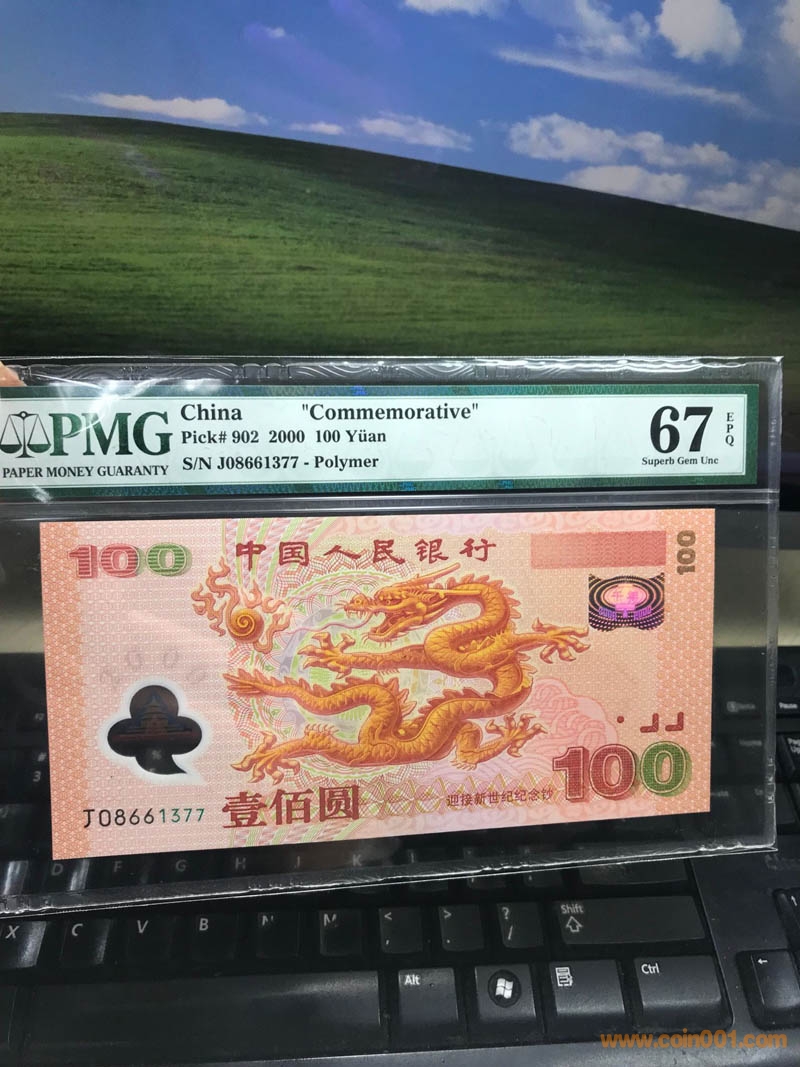 PMG
PAPER MONEY GUARANTY
China "Commemorative"
Pick# 902 2000 100 Yüan
S/N J08661377 - Polymer
67
EPQ
Superb Gem Unc
100
中国人民银行
100
J08661377
壹佰圆
迎接新世纪纪念钞
100
D F G H
X C V B N M < , > . ? /
Shift
Alt
Ctrl
www.coin001.com